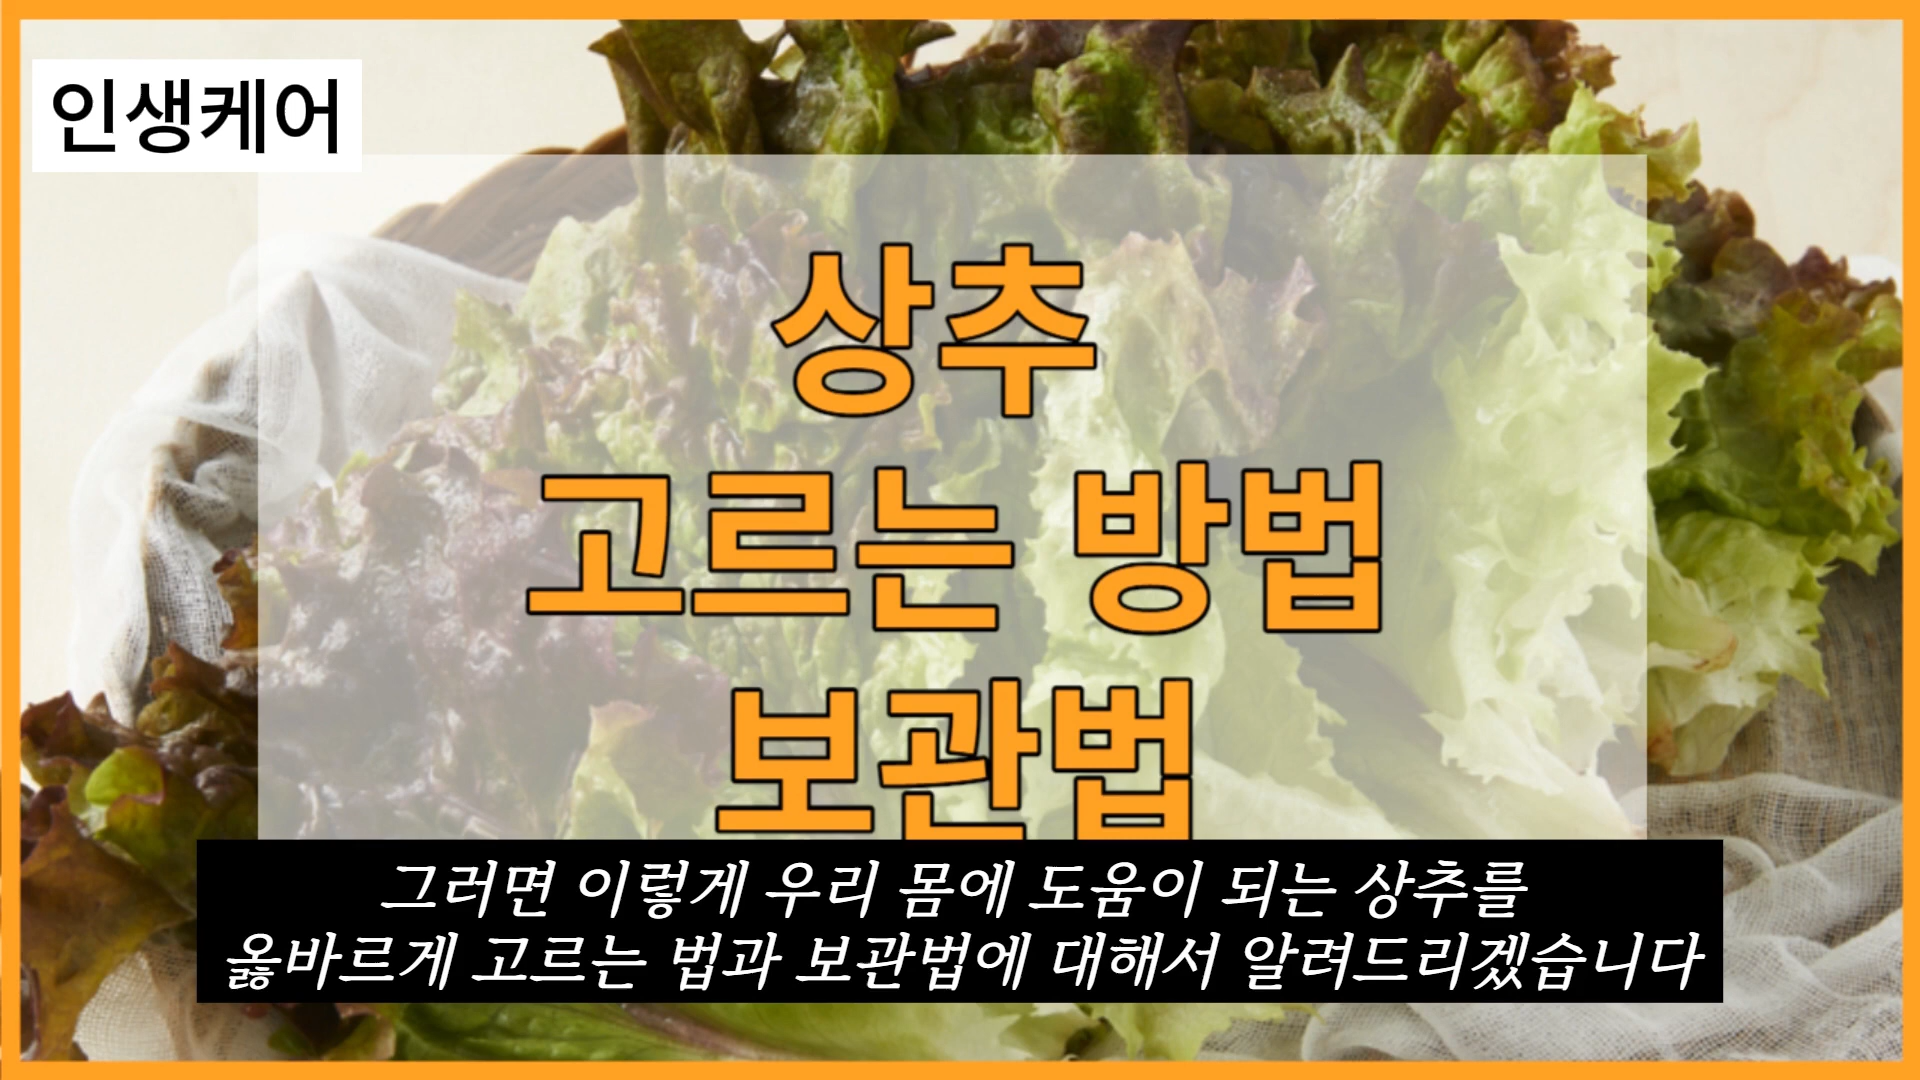 인생케어
상추
고르는 방법
보관법
그러면 이렇게 우리 몸에 도움이 되는 상추를
옳바르게 고르는 법과 보관법에 대해서 알려드리겠습니다